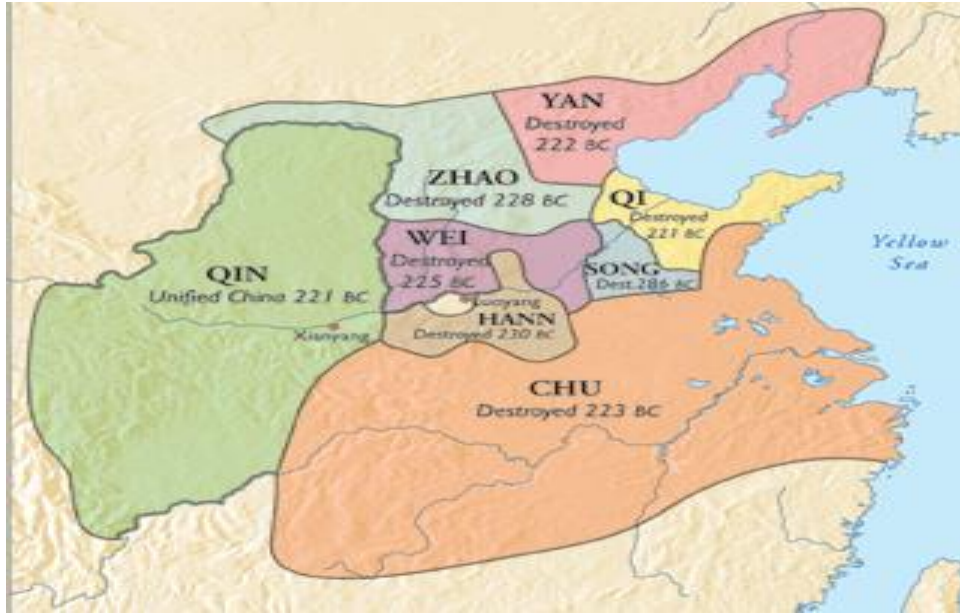 YAN
Destroyed
222 BC
ZHAO
Destroyed 228 BC
QI
Destroyed
221 BC
WEI
Destroyed
225 BC
SONG
Dest.286 BC
Yellow
Sea
QIN
Unified China 221 BC
Luoyang
Xianyang
HANN
Destroyed 230 BC
CHU
Destroyed 223 BC